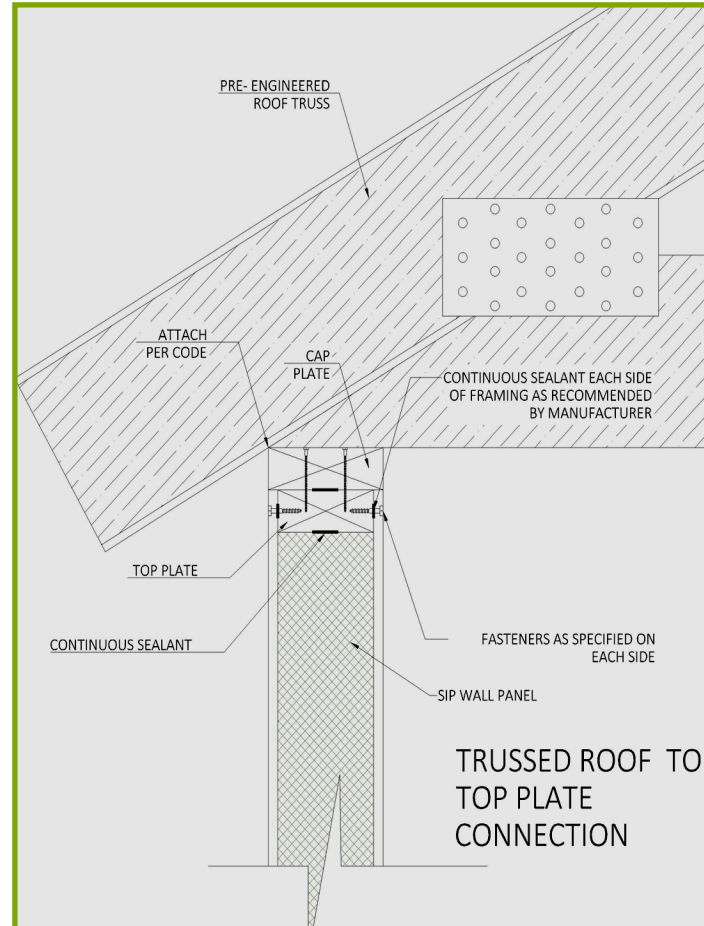 PRE- ENGINEERED
ROOF TRUSS
ATTACH
PER CODE
CAP
PLATE
CONTINUOUS SEALANT EACH SIDE
OF FRAMING AS RECOMMENDED
BY MANUFACTURER
TOP PLATE
CONTINUOUS SEALANT
FASTENERS AS SPECIFIED ON
EACH SIDE
SIP WALL PANEL
TRUSSED ROOF TO
TOP PLATE
CONNECTION